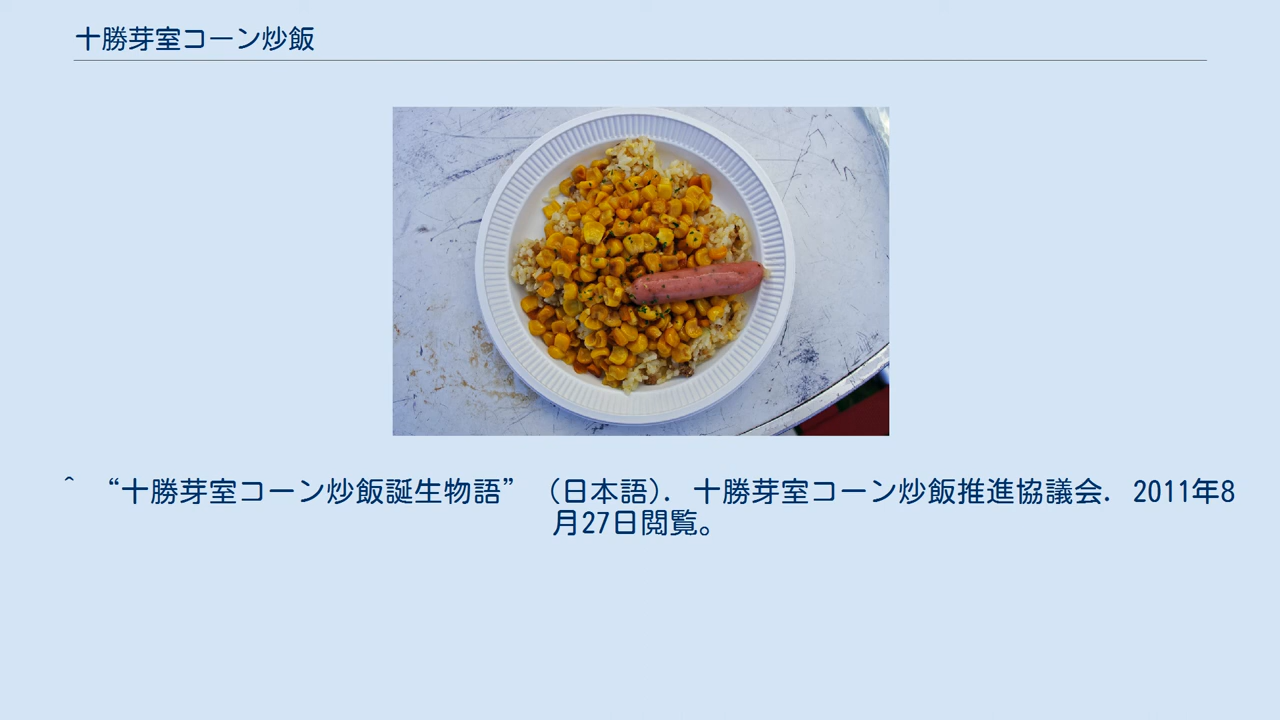 十勝芽室コーン炒飯
^ “十勝芽室コーン炒飯誕生物語” (日本語). 十勝芽室コーン炒飯推進協議会. 2011年8
月27日閲覧。